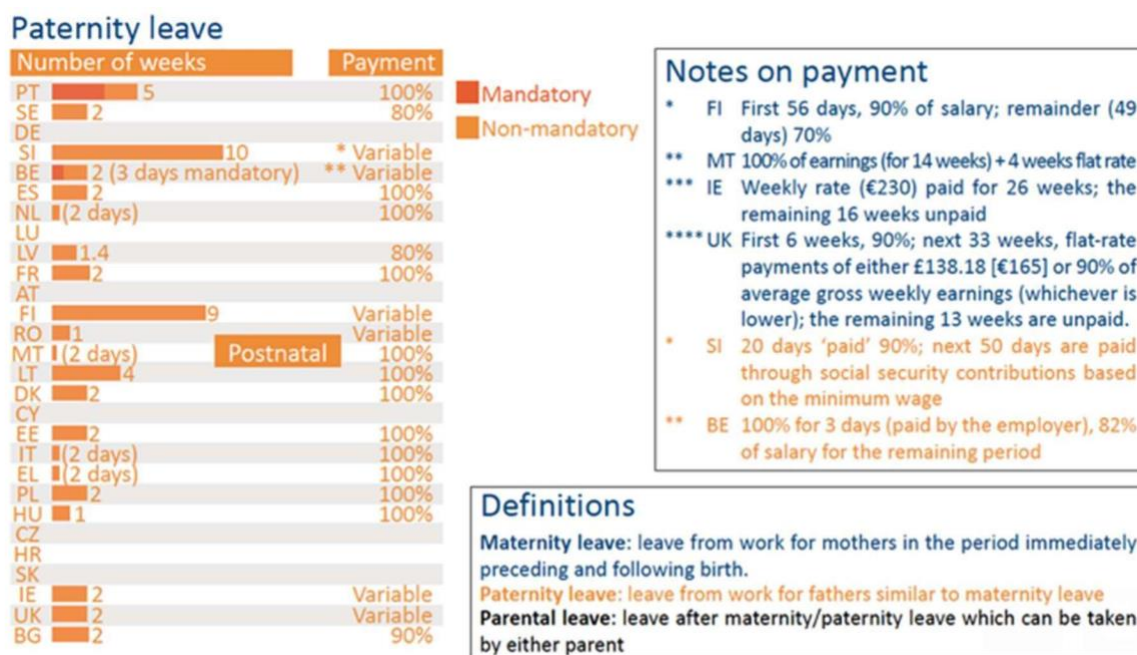 Paternity leave
Number of weeks Payment
PT 5 100%
SE 2 80%
DE
SI 10 * Variable
BE 2 (3 days mandatory) ** Variable
ES 2 100%
NL (2 days) 100%
LU
LV 1.4 80%
FR 2 100%
AT
FI 9 Variable
RO 1 Variable
MT (2 days) 100%
Postnatal
LT 4 100%
DK 2 100%
CY
EE 2 100%
IT (2 days) 100%
EL (2 days) 100%
PL 2 100%
HU 1 100%
CZ
HR
SK
IE 2 Variable
UK 2 Variable
BG 2 90%
Mandatory
Non-mandatory
Notes on payment
* FI First 56 days, 90% of salary; remainder (49
days) 70%
** MT 100% of earnings (for 14 weeks) + 4 weeks flat rate
*** IE Weekly rate (€230) paid for 26 weeks; the
remaining 16 weeks unpaid
**** UK First 6 weeks, 90%; next 33 weeks, flat-rate
payments of either £138.18 [€165] or 90% of
average gross weekly earnings (whichever is
lower); the remaining 13 weeks are unpaid.
* SI 20 days ‘paid’ 90%; next 50 days are paid
through social security contributions based
on the minimum wage
** BE 100% for 3 days (paid by the employer), 82%
of salary for the remaining period
Definitions
Maternity leave: leave from work for mothers in the period immediately
preceding and following birth.
Paternity leave: leave from work for fathers similar to maternity leave
Parental leave: leave after maternity/paternity leave which can be taken
by either parent